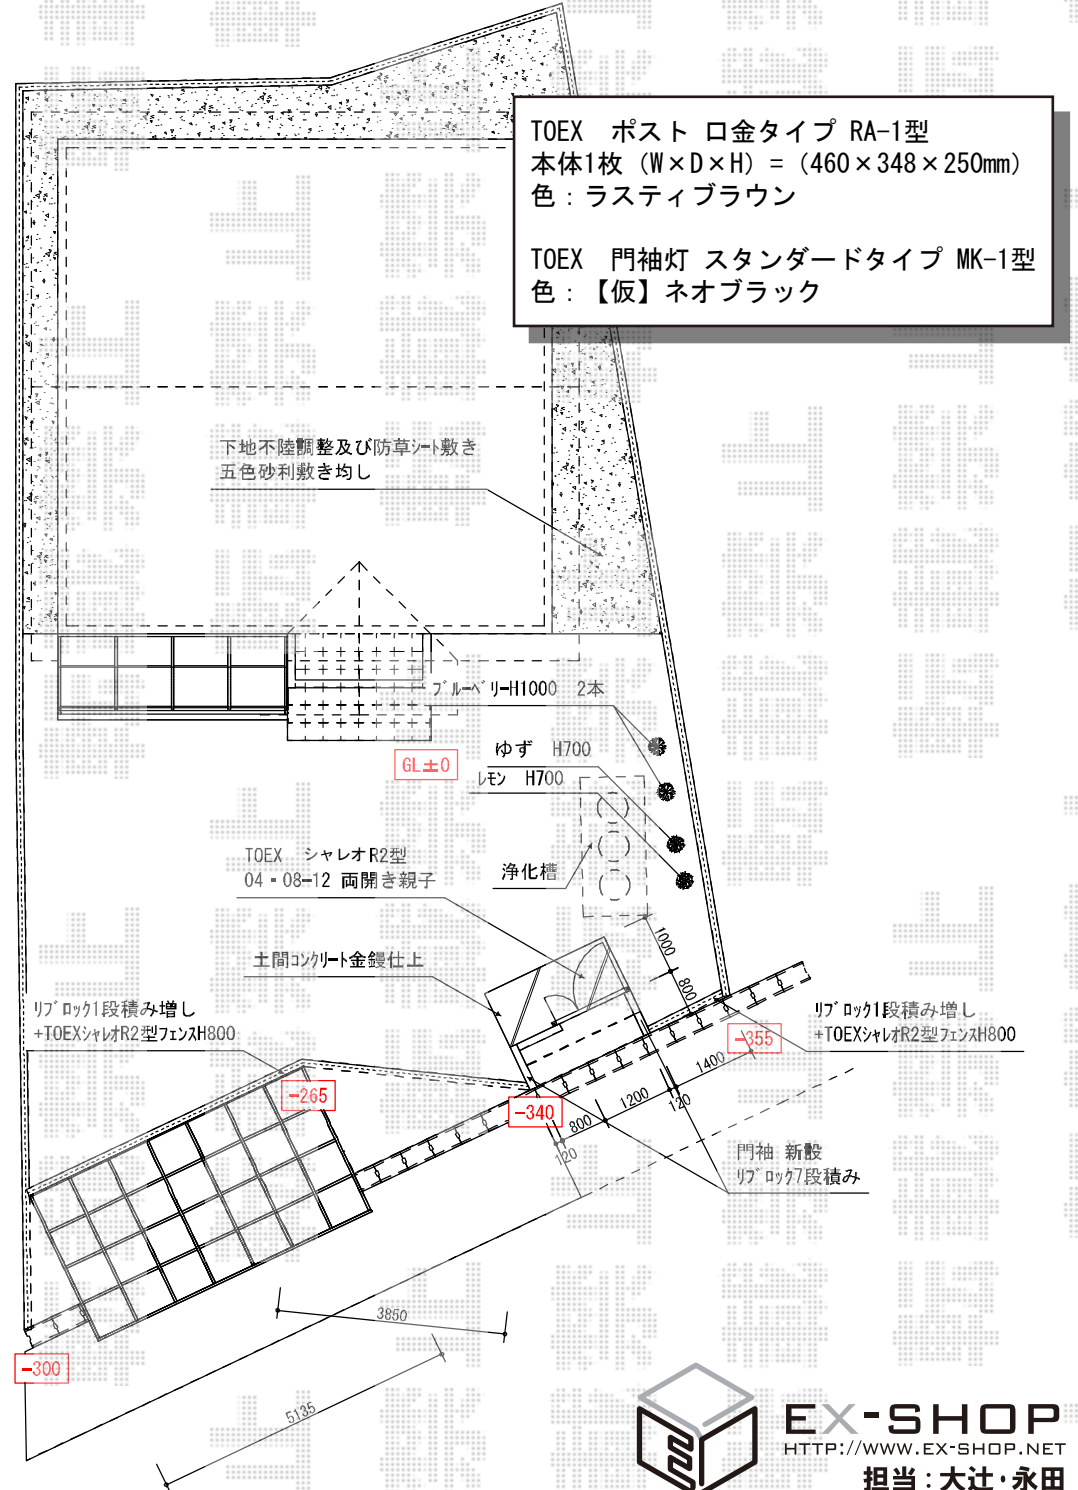 TOEX ポスト 口金タイプ RA-1型
本体1枚 (W×D×H) = (460×348×250mm)
色：ラスティブラウン
TOEX 門袖灯 スタンダードタイプ MK-1型
色：【仮】ネオブラック
下地不陸調整及び防草シート敷き
五色砂利敷き均し
ブルーベリーH1000 2本
GL±0
ゆず H700
レモン H700
TOEX シャレオR2型
04・08-12 両開き親子
浄化槽
土間コンクリート金鏝仕上
1000
800
リブロック1段積み増し
+TOEXシャレオR2型フェンスH800
リブロック1段積み増し
+TOEXシャレオR2型フェンスH800
-355
-265
-340
1400
120
1200
800
120
門袖 新設
リブロック7段積み
3850
-300
5135
EX-SHOP
HTTP://WWW.EX-SHOP.NET
担当：大辻・永田